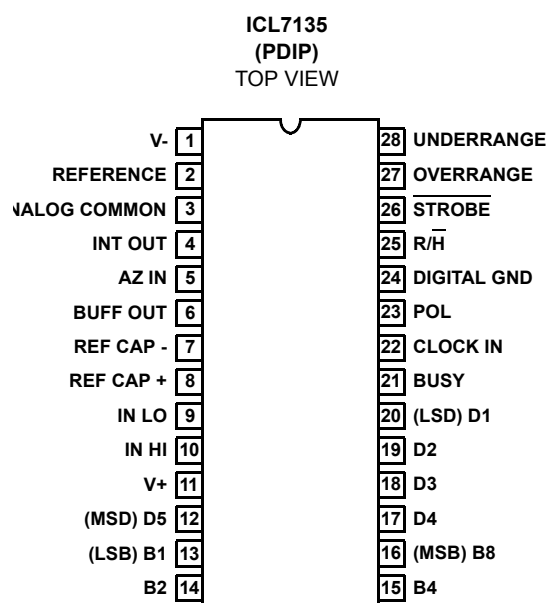 ICL7135
(PDIP)
TOP VIEW
V- 1
REFERENCE 2
COMMON 3
INT OUT 4
AZ IN 5
BUFF OUT 6
REF CAP - 7
REF CAP + 8
IN LO 9
IN HI 10
V+ 11
(MSD) D5 12
(LSB) B1 13
B2 14
28 UNDERRANGE
27 OVERRANGE
26 STROBE
25 R/H
24 DIGITAL GND
23 POL
22 CLOCK IN
21 BUSY
20 (LSD) D1
19 D2
18 D3
17 D4
16 (MSB) B8
15 B4